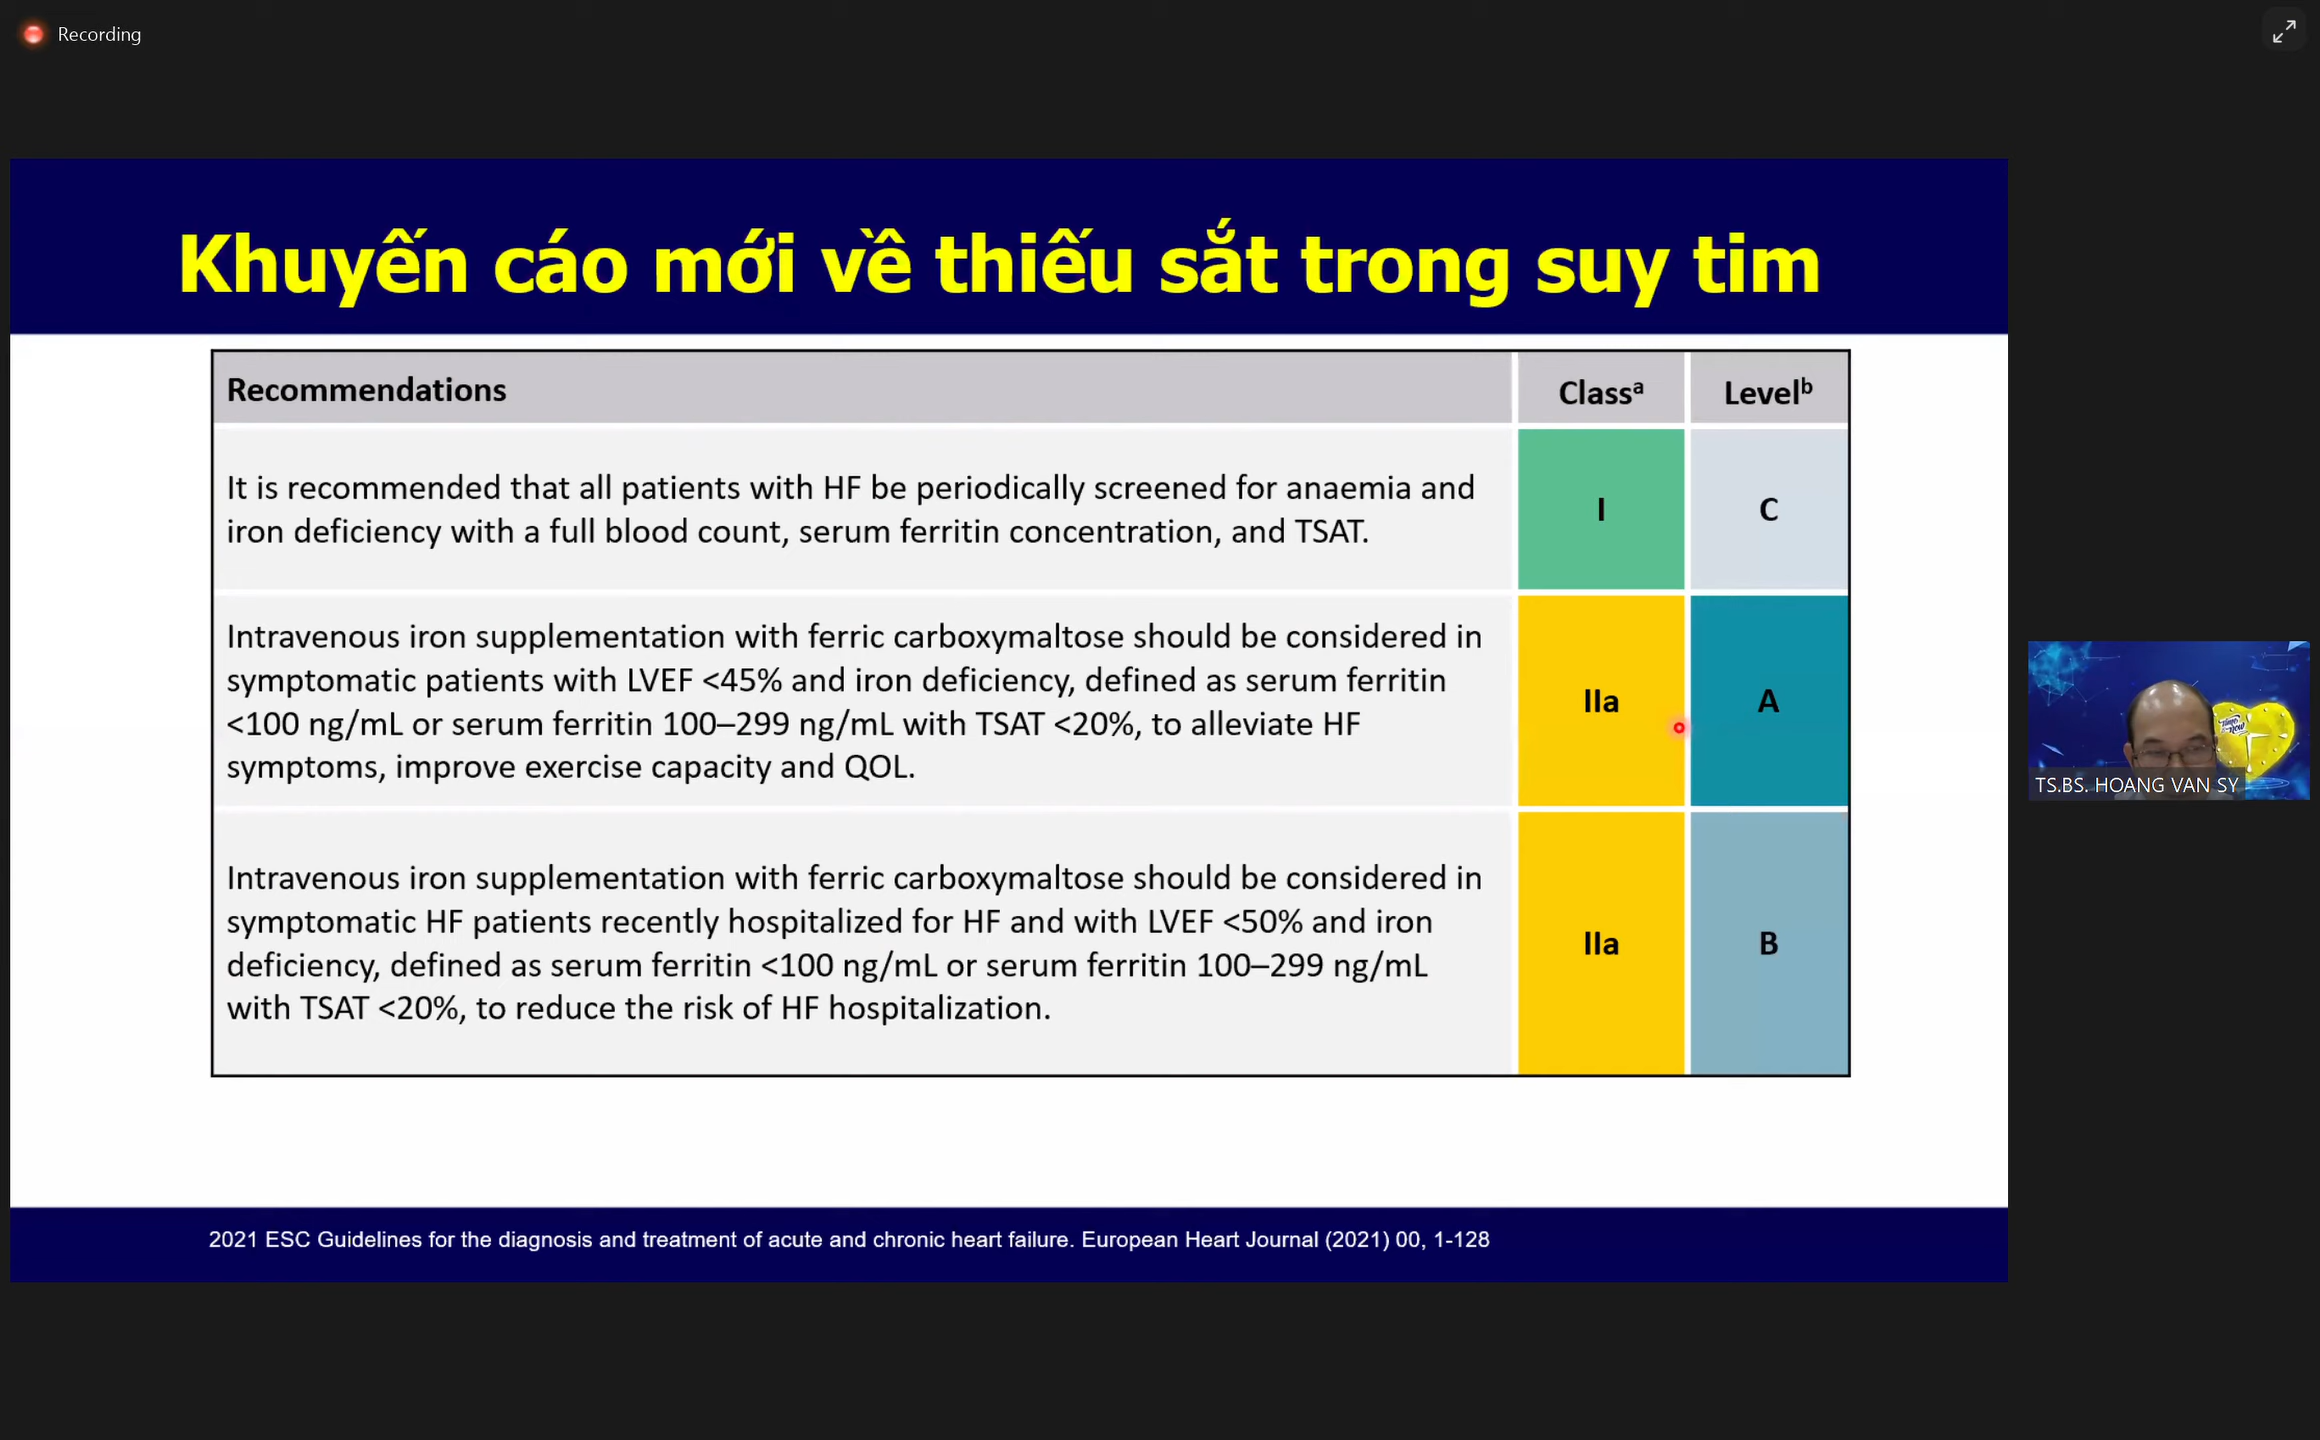 Recording
Khuyến cáo mới về thiếu sắt trong suy tim
Recommendations
Classᵃ
Levelᵇ
It is recommended that all patients with HF be periodically screened for anaemia and
iron deficiency with a full blood count, serum ferritin concentration, and TSAT.
I
C
Intravenous iron supplementation with ferric carboxymaltose should be considered in
symptomatic patients with LVEF <45% and iron deficiency, defined as serum ferritin
<100 ng/mL or serum ferritin 100–299 ng/mL with TSAT <20%, to alleviate HF
symptoms, improve exercise capacity and QOL.
IIa
A
Intravenous iron supplementation with ferric carboxymaltose should be considered in
symptomatic HF patients recently hospitalized for HF and with LVEF <50% and iron
deficiency, defined as serum ferritin <100 ng/mL or serum ferritin 100–299 ng/mL
with TSAT <20%, to reduce the risk of HF hospitalization.
IIa
B
2021 ESC Guidelines for the diagnosis and treatment of acute and chronic heart failure. European Heart Journal (2021) 00, 1-128
TS.BS. HOANG VAN SY